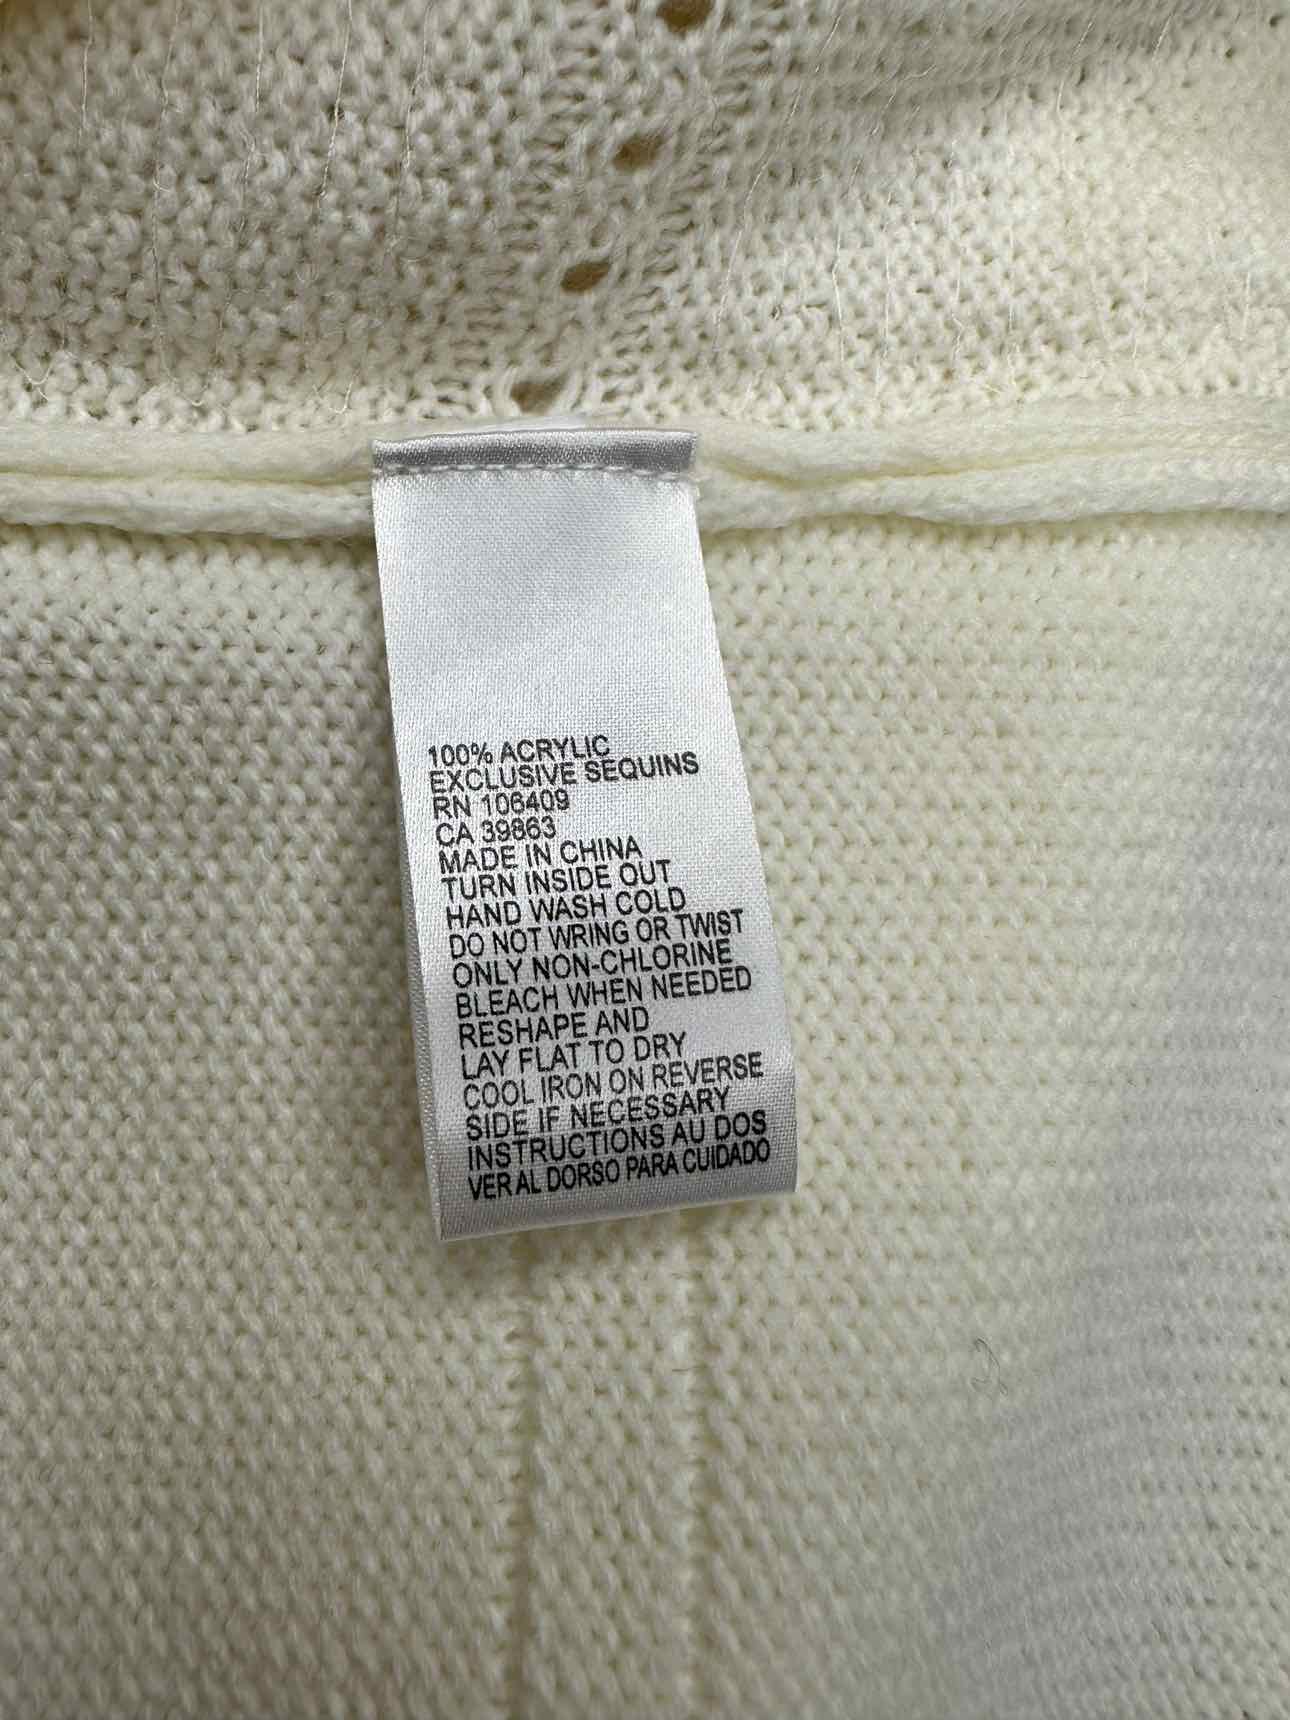 100% ACRYLIC
EXCLUSIVE SEQUINS
RN 106409
CA 39863
MADE IN CHINA
TURN INSIDE OUT
HAND WASH COLD
DO NOT WRING OR TWIST
ONLY NON-CHLORINE
BLEACH WHEN NEEDED
RESHAPE AND
LAY FLAT TO DRY
COOL IRON ON REVERSE
SIDE IF NECESSARY
INSTRUCTIONS AU DOS
VER AL DORSO PARA CUIDADO